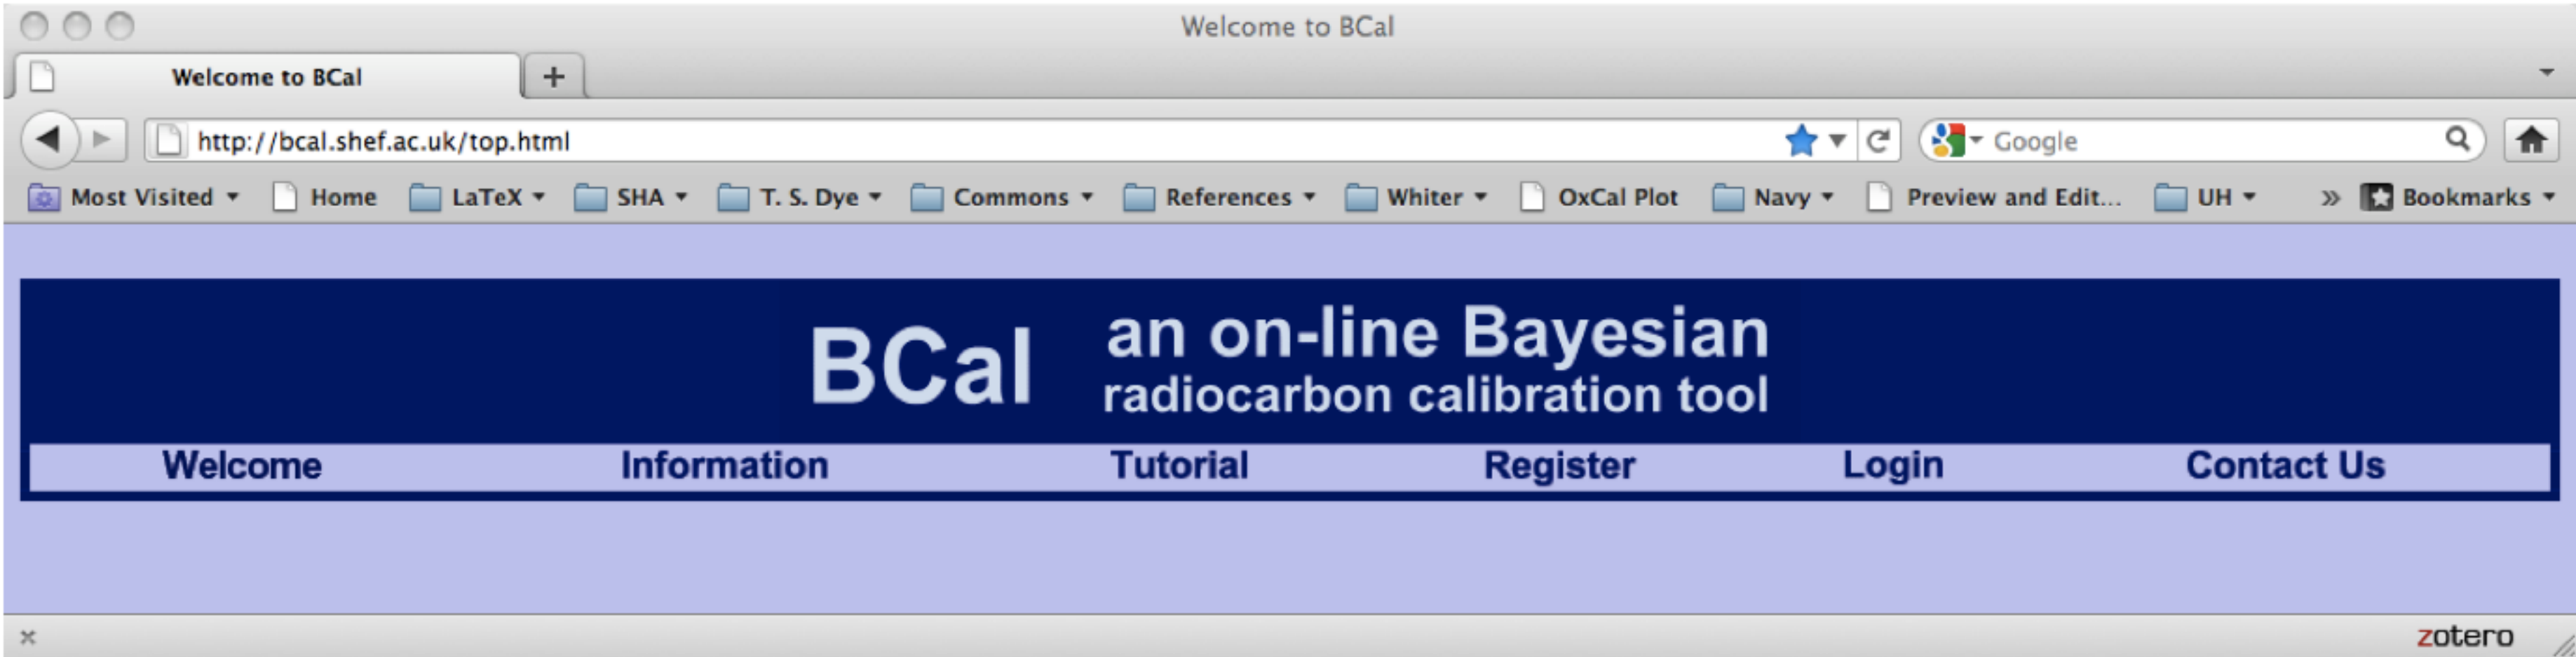 Welcome to BCal
Welcome to BCal
http://bcal.shef.ac.uk/top.html Google
Most Visited Home LaTeX SHA T. S. Dye Commons References Whiter OxCal Plot Navy Preview and Edit... UH » Bookmarks
BCal an on-line Bayesian
radiocarbon calibration tool
Welcome Information Tutorial Register Login Contact Us
zotero